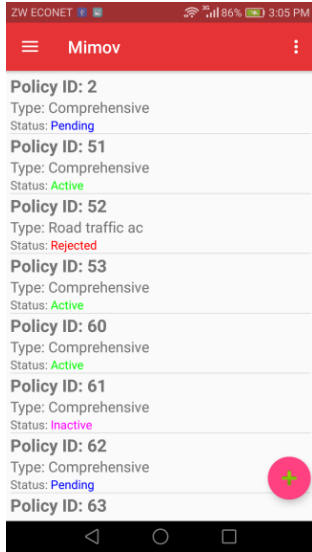 ZW ECONET 3G 86% 3:05 PM
Mimov
Policy ID: 2
Type: Comprehensive
Status: Pending
Policy ID: 51
Type: Comprehensive
Status: Active
Policy ID: 52
Type: Road traffic ac
Status: Rejected
Policy ID: 53
Type: Comprehensive
Status: Active
Policy ID: 60
Type: Comprehensive
Status: Active
Policy ID: 61
Type: Comprehensive
Status: Inactive
Policy ID: 62
Type: Comprehensive
Status: Pending
Policy ID: 63